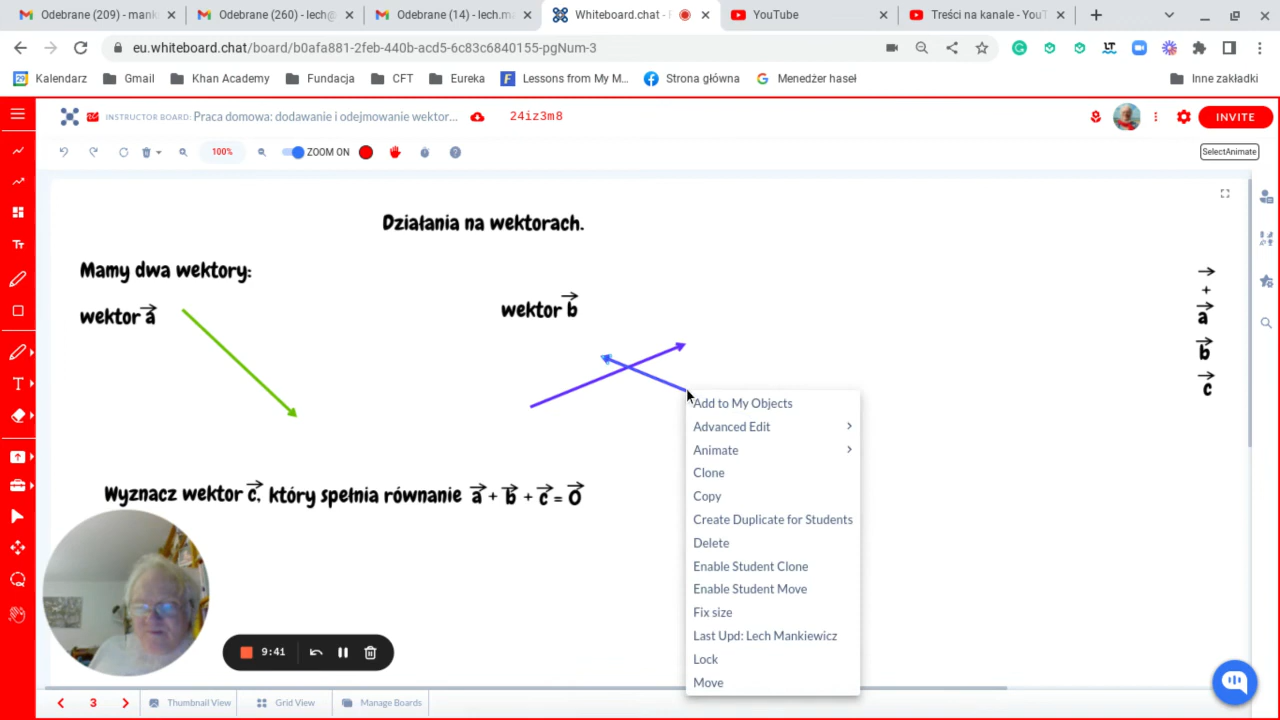 Odebrane (209) - mank
Odebrane (260) - lech@
Odebrane (14) - lech.m
Whiteboard.chat -
YouTube
Treści na kanale - YouT
eu.whiteboard.chat/board/b0afa881-2feb-440b-acd5-6c83c6840155-pgNum-3
Kalendarz
Gmail
Khan Academy
Fundacja
CFT
Eureka
Lessons from My M...
Strona główna
Menedżer haseł
Inne zakładki
INSTRUCTOR BOARD: Praca domowa: dodawanie i odejmowanie wektor...
24iz3m8
INVITE
100%
ZOOM ON
SelectAnimate
Działania na wektorach.
Mamy dwa wektory:
wektor a
wektor b
+
a
b
c
Add to My Objects
Advanced Edit
Animate
Clone
Copy
Create Duplicate for Students
Delete
Enable Student Clone
Enable Student Move
Fix size
Last Upd: Lech Mankiewicz
Lock
Move
Wyznacz wektor c, który spełnia równanie a + b + c = 0
9:41
3
Thumbnail View
Grid View
Manage Boards